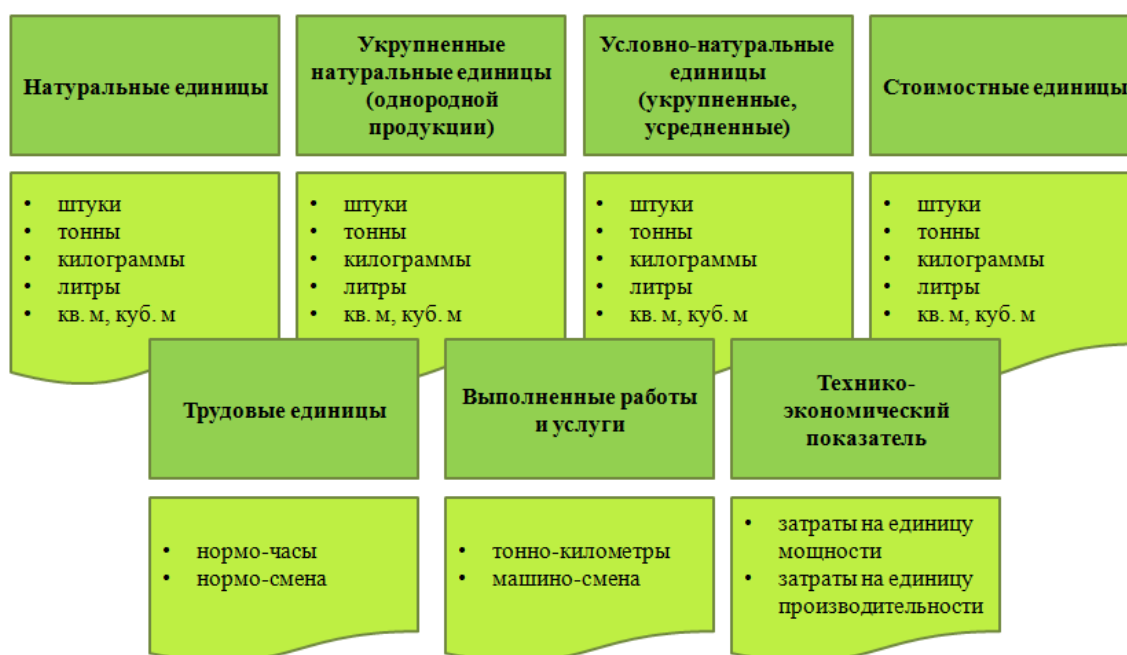 Натуральные единицы
Укрупненные
натуральные единицы
(однородной
продукции)
Условно-натуральные
единицы
(укрупненные,
усредненные)
Стоимостные единицы
• штуки
• тонны
• килограммы
• литры
• кв. м, куб. м
• штуки
• тонны
• килограммы
• литры
• кв. м, куб. м
• штуки
• тонны
• килограммы
• литры
• кв. м, куб. м
• штуки
• тонны
• килограммы
• литры
• кв. м, куб. м
Трудовые единицы
Выполненные работы
и услуги
Технико-
экономический
показатель
• нормо-часы
• нормо-смена
• тонно-километры
• машино-смена
• затраты на единицу
мощности
• затраты на единицу
производительности